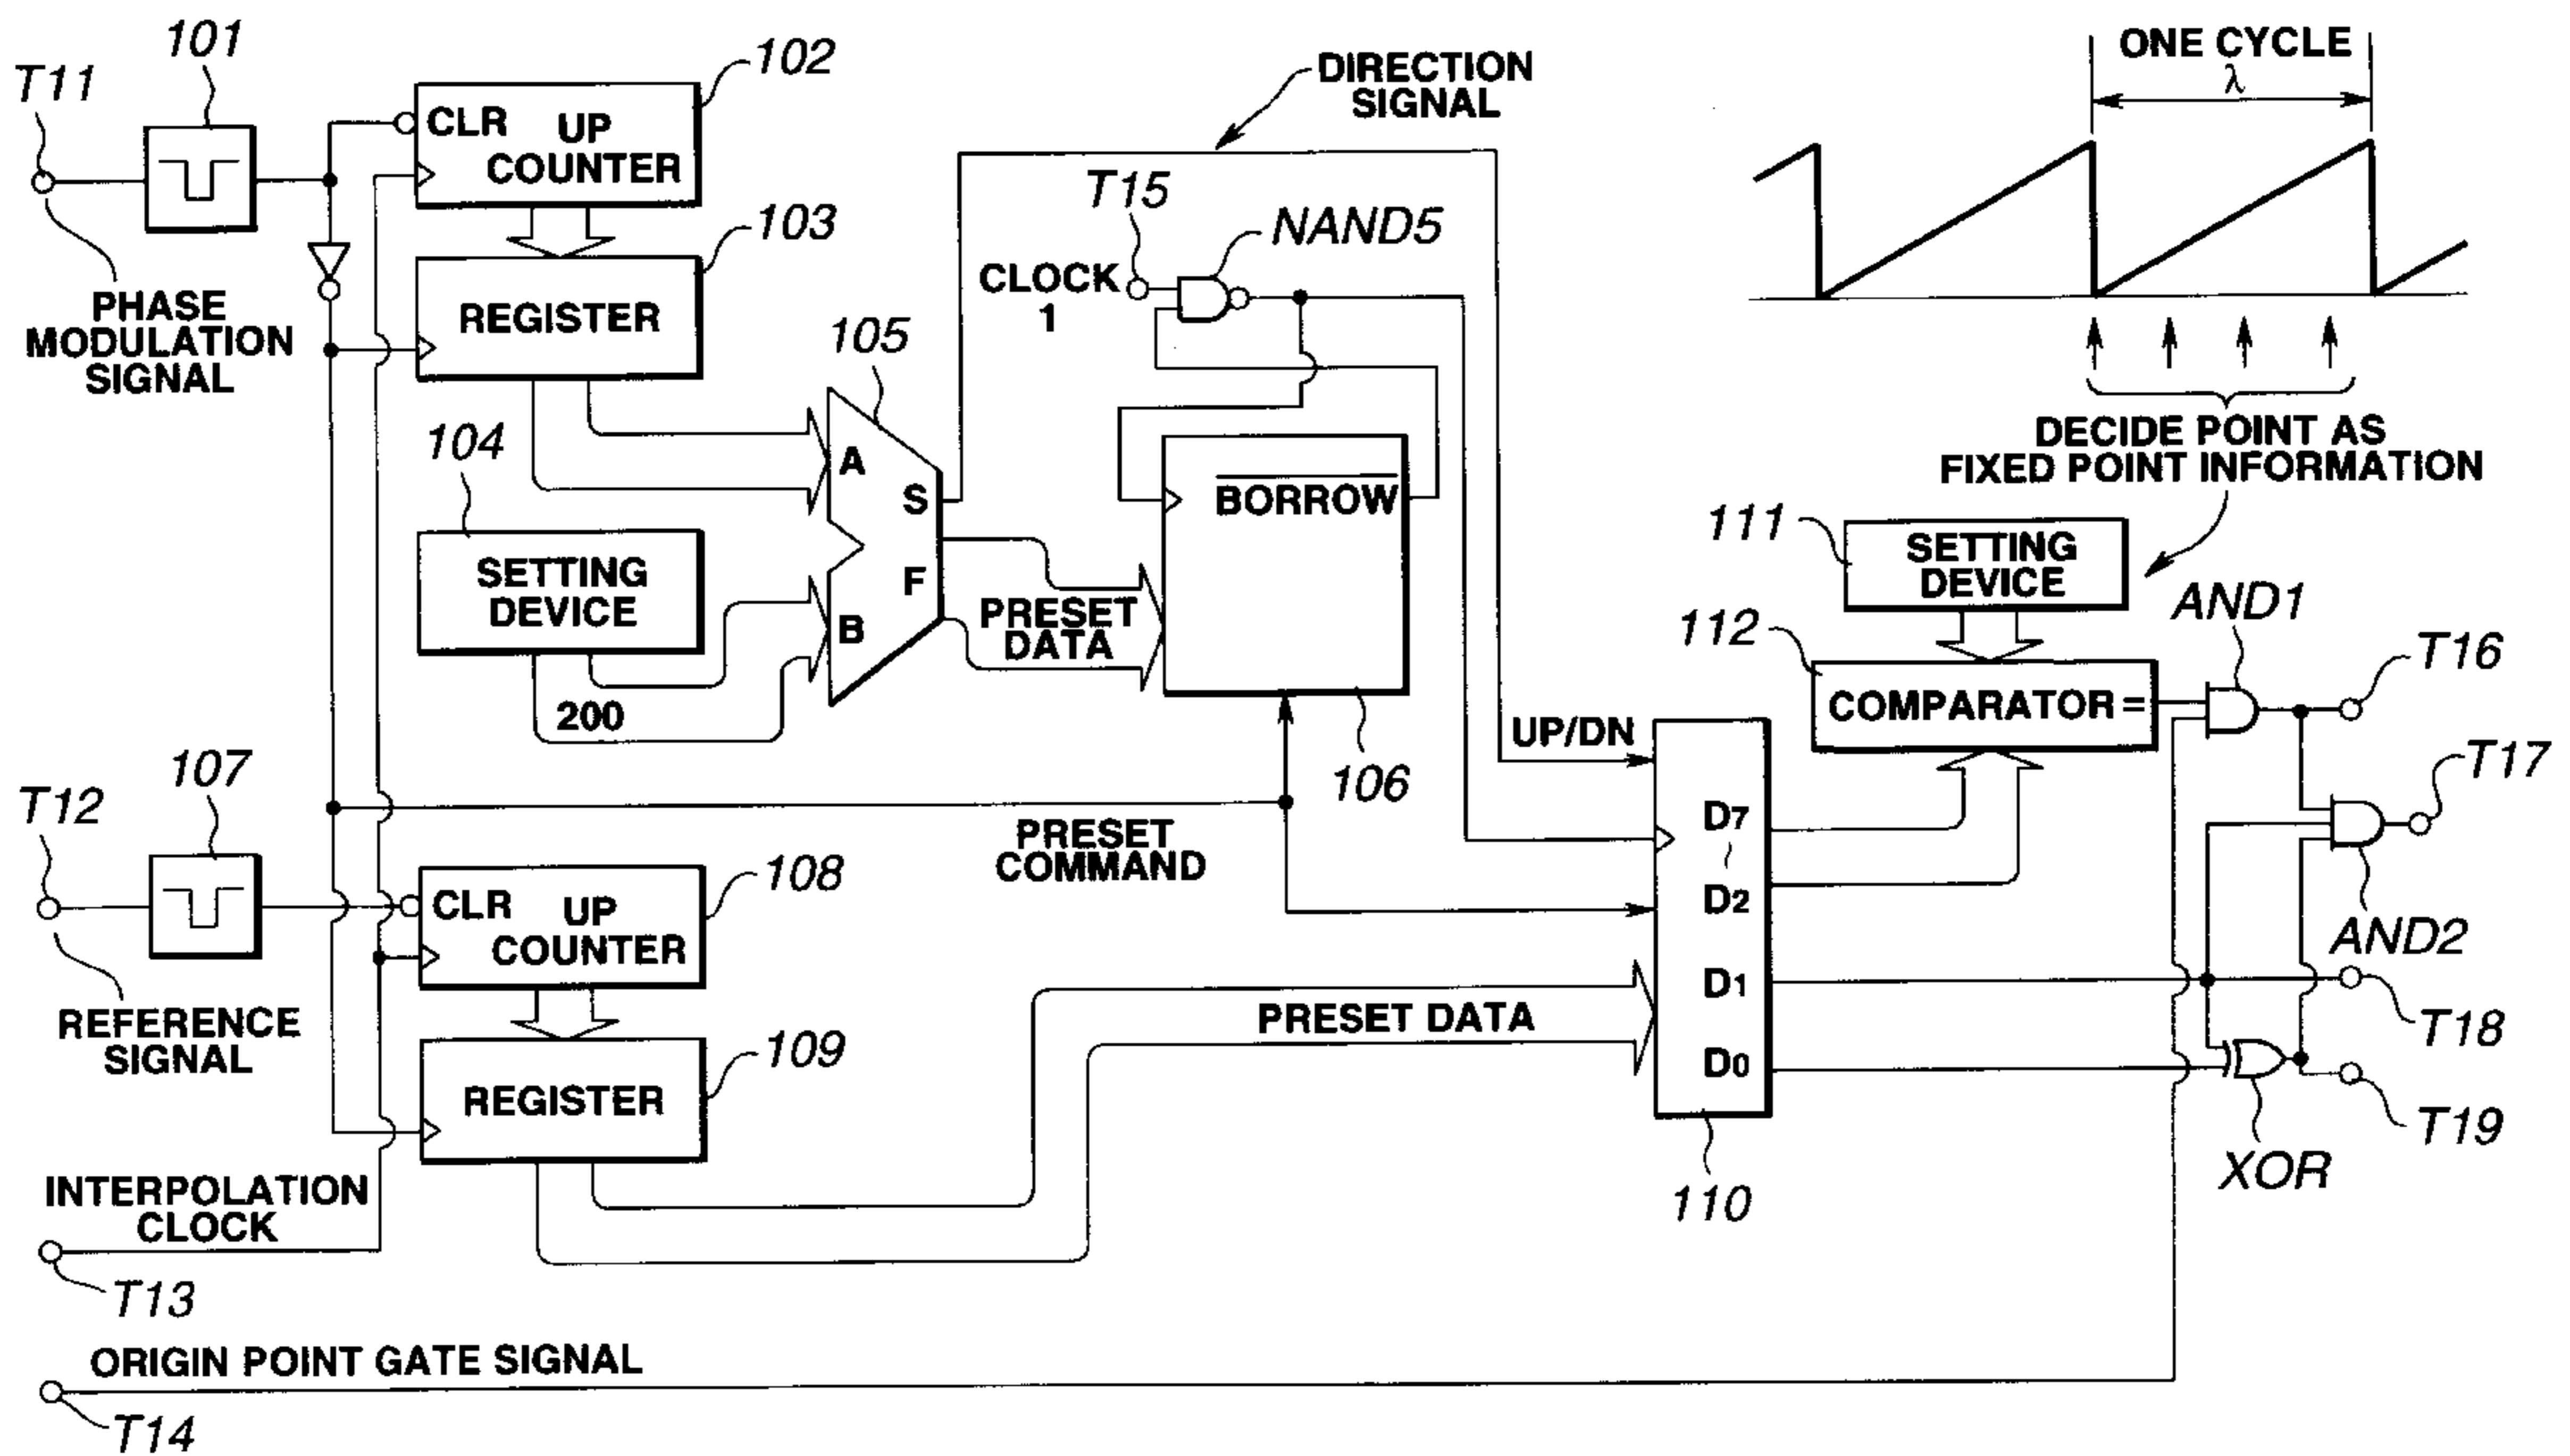 101
T11
102
CLR UP
COUNTER
PHASE
MODULATION
SIGNAL
103
REGISTER
104
SETTING
DEVICE
200
105
A
S
F
B
DIRECTION
SIGNAL
T15
NAND5
CLOCK
1
BORROW
PRESET
DATA
106
ONE CYCLE
λ
DECIDE POINT AS
FIXED POINT INFORMATION
111
SETTING
DEVICE
112
COMPARATOR =
AND1
T16
T17
AND2
UP/DN
D7
~
D2
D1
D0
110
T18
T19
XOR
PRESET
COMMAND
T12
107
108
CLR UP
COUNTER
REFERENCE
SIGNAL
109
REGISTER
PRESET DATA
INTERPOLATION
CLOCK
T13
ORIGIN POINT GATE SIGNAL
T14